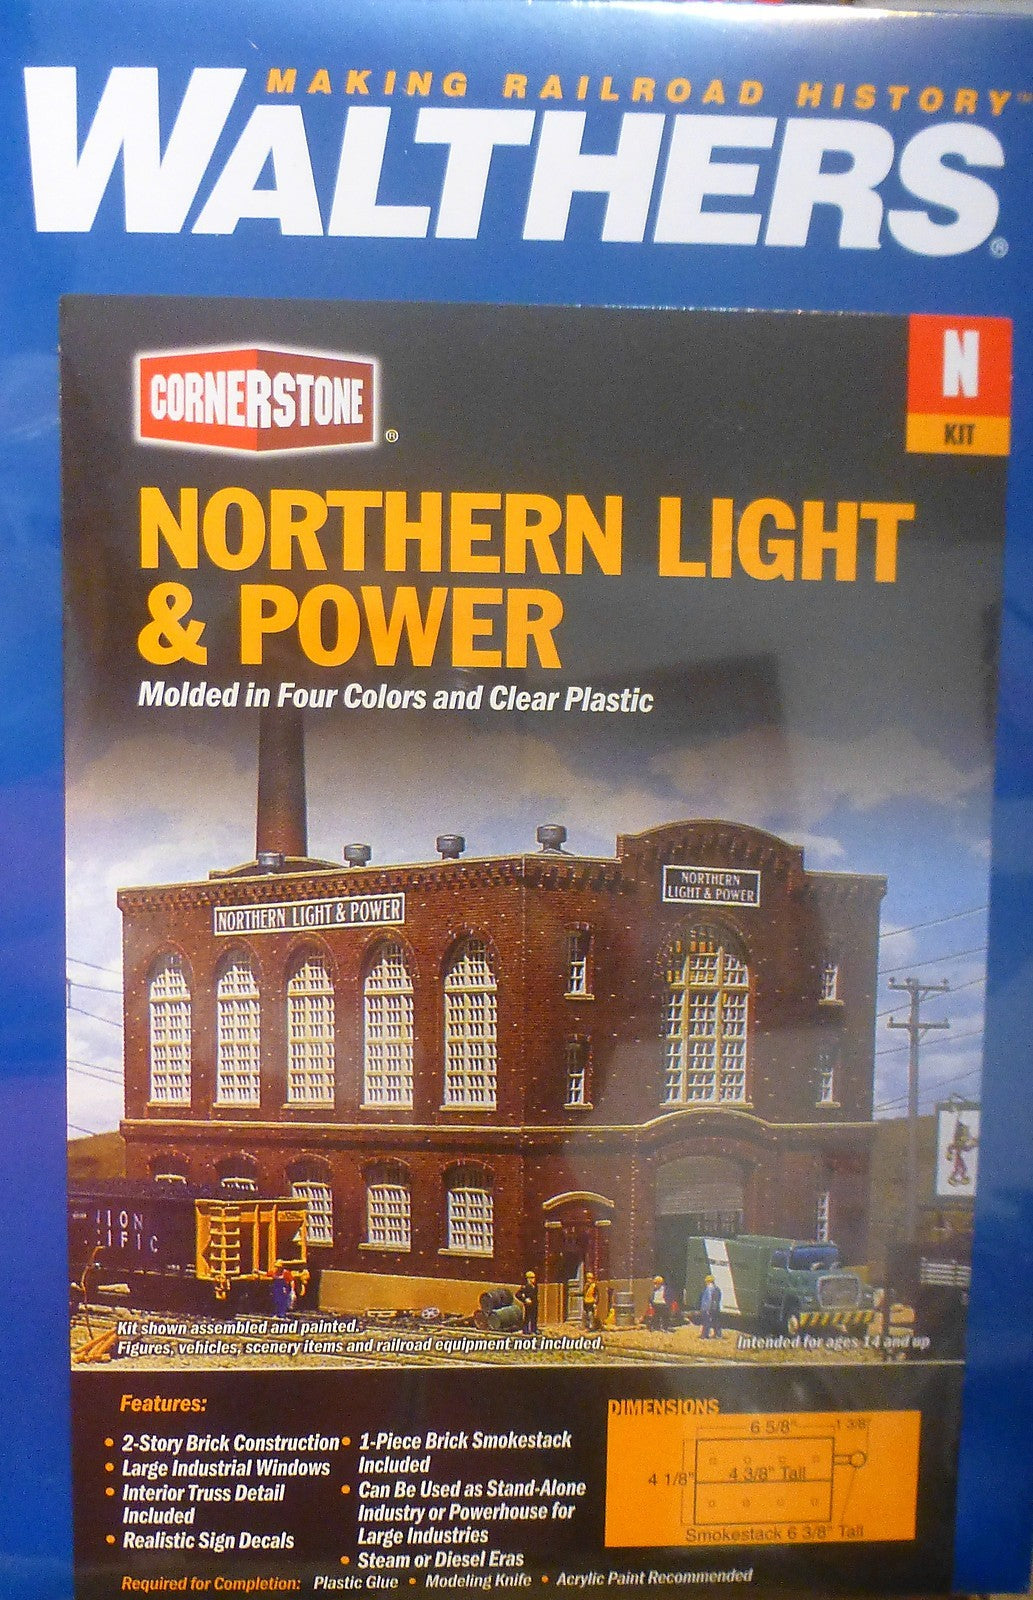 MAKING RAILROAD HISTORY™
WALTHERS®
CORNERSTONE®
N
KIT
NORTHERN LIGHT
& POWER
Molded in Four Colors and Clear Plastic
NORTHERN LIGHT & POWER
NORTHERN
LIGHT & POWER
Kit shown assembled and painted.
Figures, vehicles, scenery items and railroad equipment not included.
Intended for ages 14 and up
Features:
• 2-Story Brick Construction
• Large Industrial Windows
• Interior Truss Detail
Included
• Realistic Sign Decals
• 1-Piece Brick Smokestack
Included
• Can Be Used as Stand-Alone
Industry or Powerhouse for
Large Industries
• Steam or Diesel Eras
DIMENSIONS
6 5/8" 1 3/8"
4 1/8" 4 3/8" Tall
Smokestack 6 3/8" Tall
Required for Completion: Plastic Glue • Modeling Knife • Acrylic Paint Recommended